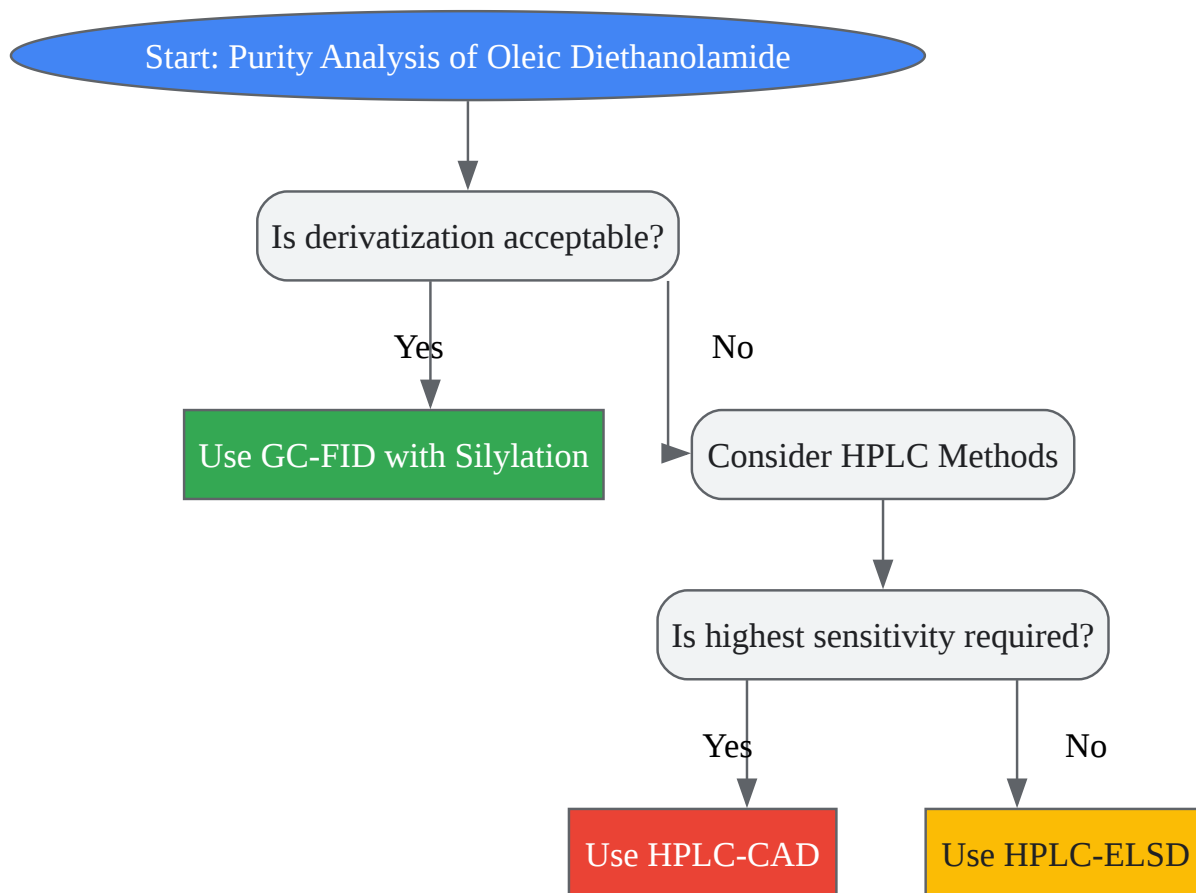 Start: Purity Analysis of Oleic Diethanolamide
Is derivatization acceptable?
Yes
No
Use GC-FID with Silylation
Consider HPLC Methods
Is highest sensitivity required?
Yes
No
Use HPLC-CAD
Use HPLC-ELSD